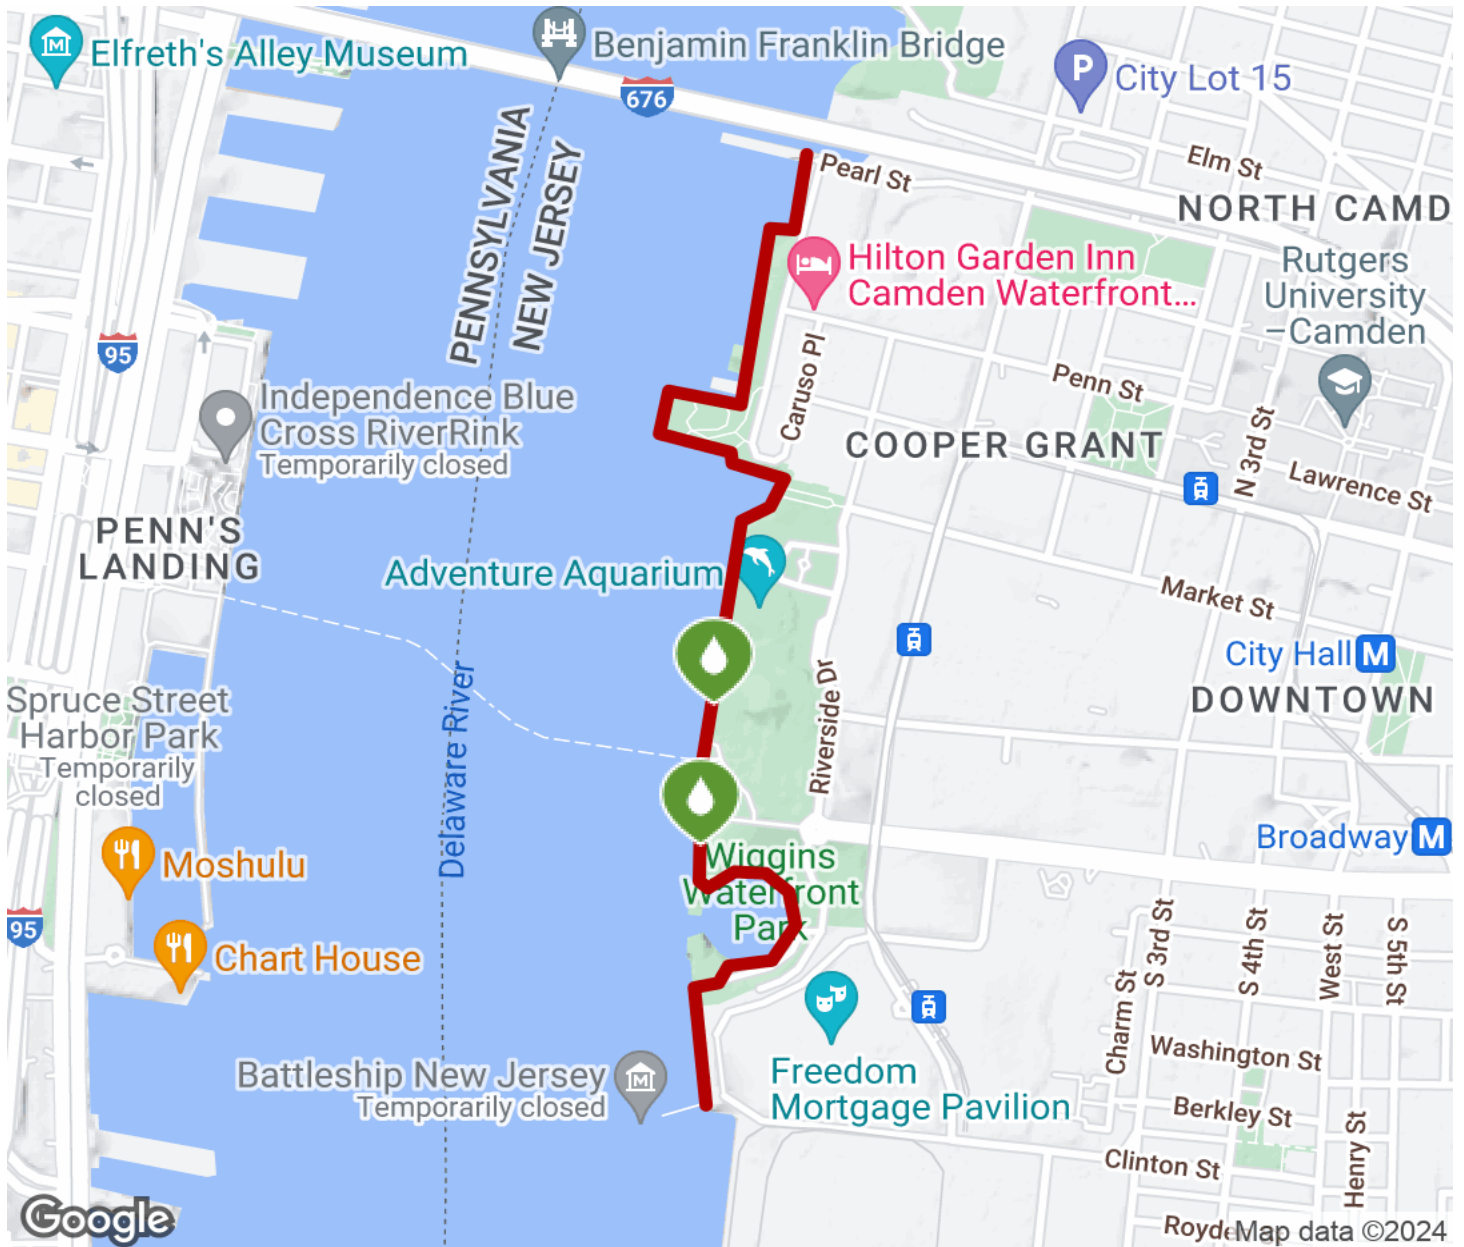 Elfreth's Alley Museum
Benjamin Franklin Bridge
676
P
City Lot 15
PENNSYLVANIA
NEW JERSEY
Pearl St
Elm St
NORTH CAMD
Hilton Garden Inn
Camden Waterfront...
Rutgers
University
–Camden
95
Independence Blue
Cross RiverRink
Temporarily closed
Caruso Pl
Penn St
COOPER GRANT
N 3rd St
Lawrence St
PENN'S
LANDING
Adventure Aquarium
Market St
City Hall M
DOWNTOWN
Spruce Street
Harbor Park
Temporarily
closed
Delaware River
Riverside Dr
Broadway M
Moshulu
Wiggins
Waterfront
Park
95
Chart House
S 3rd St
S 4th St
West St
S 5th St
Charm St
Battleship New Jersey
Temporarily closed
Freedom
Mortgage Pavilion
Washington St
Berkley St
Clinton St
Henry St
Google
Map data ©2024